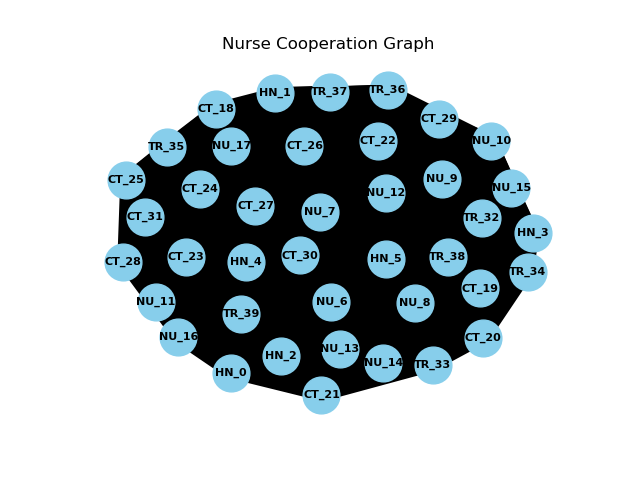 Nurse Cooperation Graph
HN_1
TR_37
TR_36
CT_18
CT_29
TR_35
NU_17
CT_26
CT_22
NU_10
CT_25
CT_24
NU_12
NU_9
NU_15
CT_31
CT_27
NU_7
TR_32
HN_3
CT_28
CT_23
HN_4
CT_30
HN_5
TR_38
TR_34
NU_11
TR_39
NU_6
NU_8
CT_19
NU_16
HN_2
NU_13
NU_14
TR_33
CT_20
HN_0
CT_21